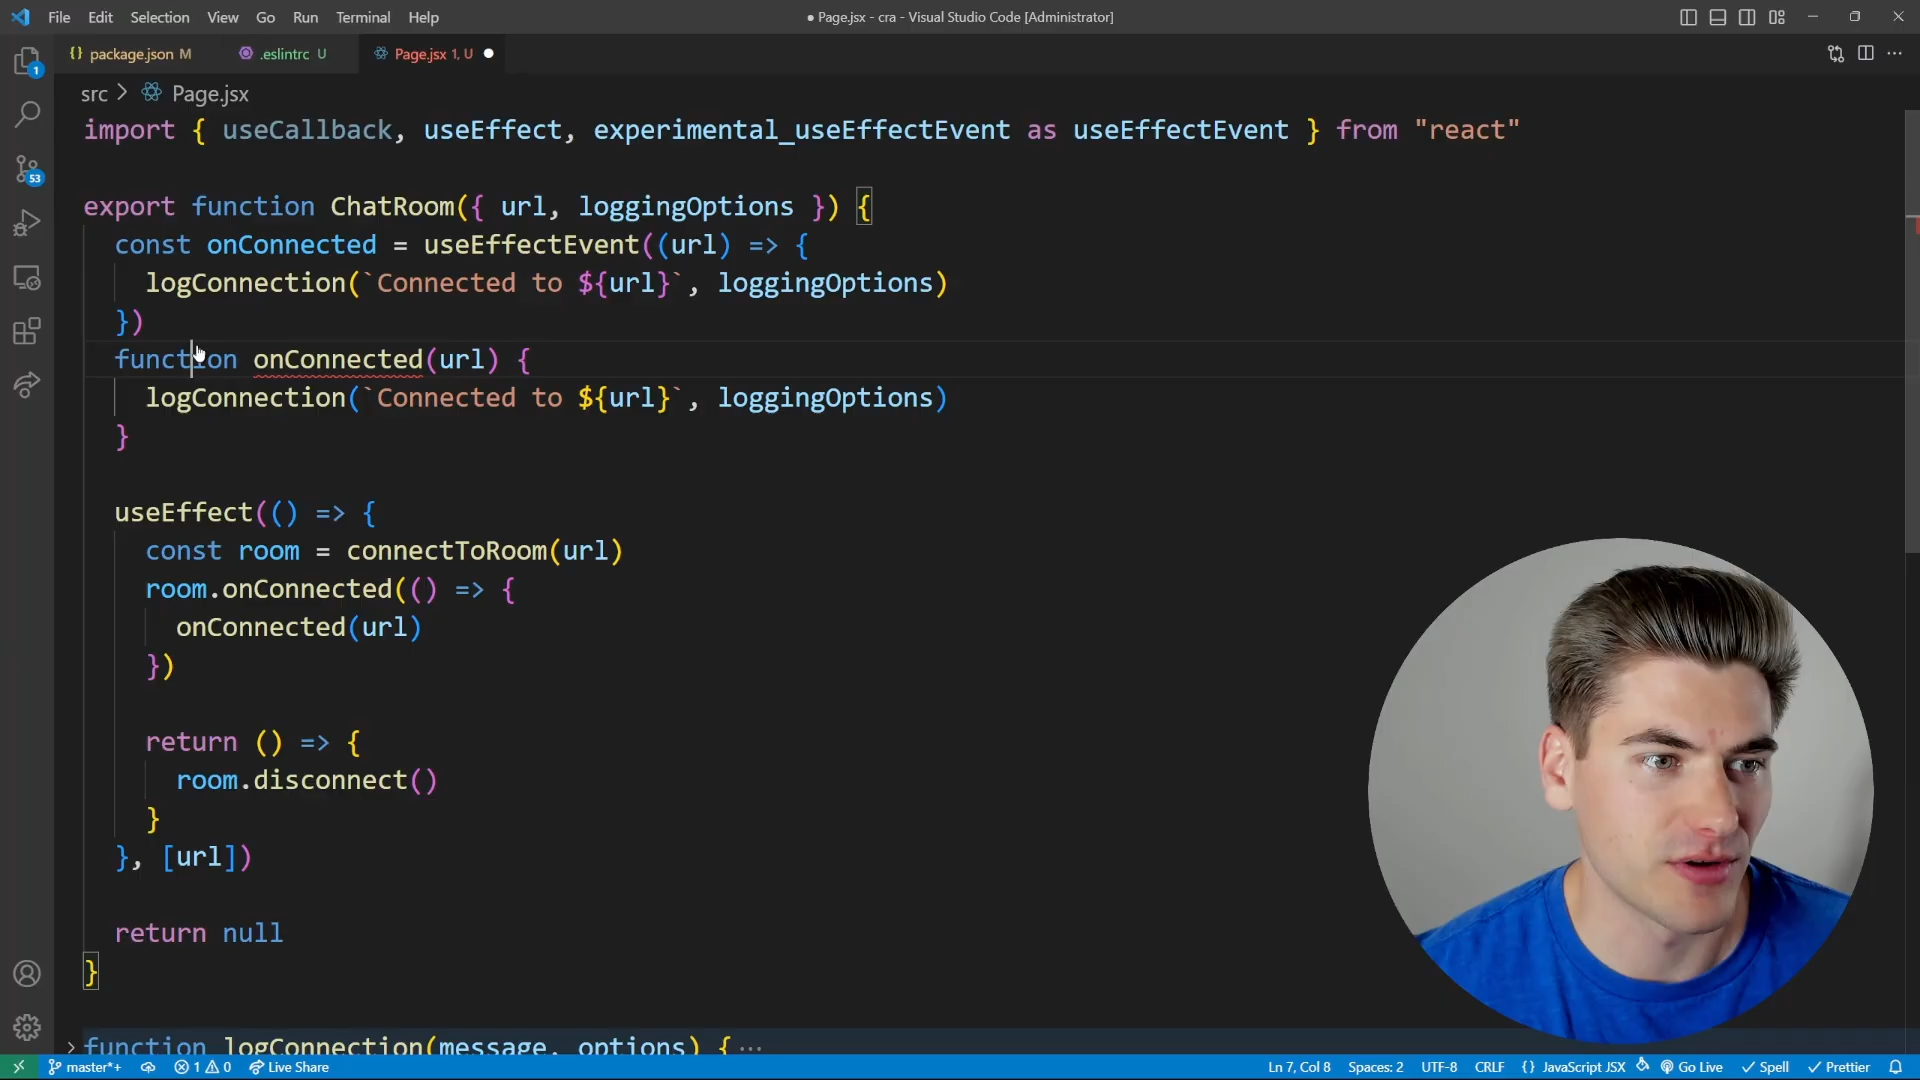 File Edit Selection View Go Run Terminal Help
● Page.jsx - cra - Visual Studio Code [Administrator]
{} package.json M
.eslintrc U
Page.jsx 1, U ●
1
src > Page.jsx
import { useCallback, useEffect, experimental_useEffectEvent as useEffectEvent } from "react"
53
export function ChatRoom({ url, loggingOptions }) {
const onConnected = useEffectEvent((url) => {
logConnection(`Connected to ${url}`, loggingOptions)
})
function onConnected(url) {
logConnection(`Connected to ${url}`, loggingOptions)
}
useEffect(() => {
const room = connectToRoom(url)
room.onConnected(() => {
onConnected(url)
})
return () => {
room.disconnect()
}
}, [url])
return null
}
function logConnection(message, options) { ...
master*+ 1 0 Live Share Ln 7, Col 8 Spaces: 2 UTF-8 CRLF {} JavaScript JSX Go Live Spell Prettier